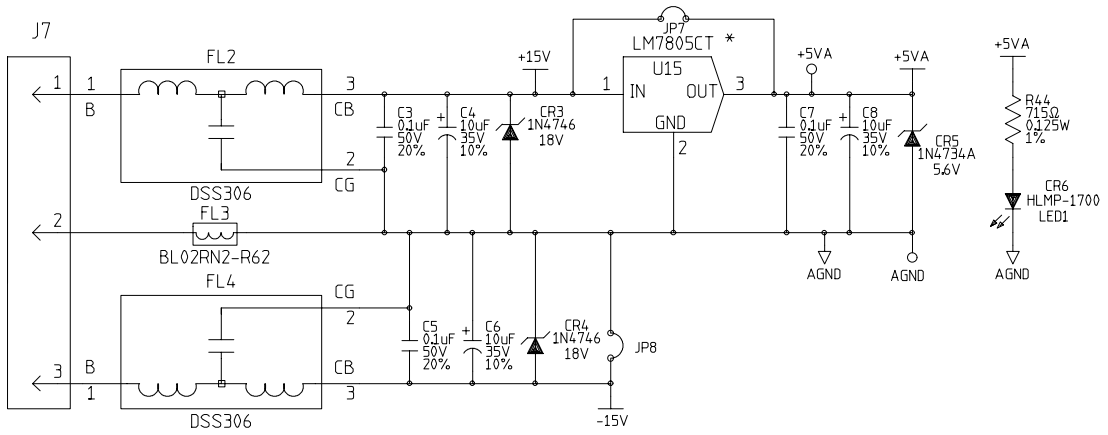 J7
1
2
3
FL2
1
B
3
CB
2
CG
DSS306
FL3
BL02RN2-R62
FL4
CG
2
B
1
CB
3
DSS306
C3
0.1uF
50V
20%
+
C4
10uF
35V
10%
+15V
CR3
1N4746
18V
JP7
LM7805CT *
U15
1
IN
OUT
3
GND
2
+5VA
C7
0.1uF
50V
20%
+
C8
10uF
35V
10%
+5VA
CR5
1N4734A
5.6V
AGND
AGND
+5VA
R44
715Ω
0.125W
1%
CR6
HLMP-1700
LED1
AGND
C5
0.1uF
50V
20%
+
C6
10uF
35V
10%
CR4
1N4746
18V
JP8
-15V